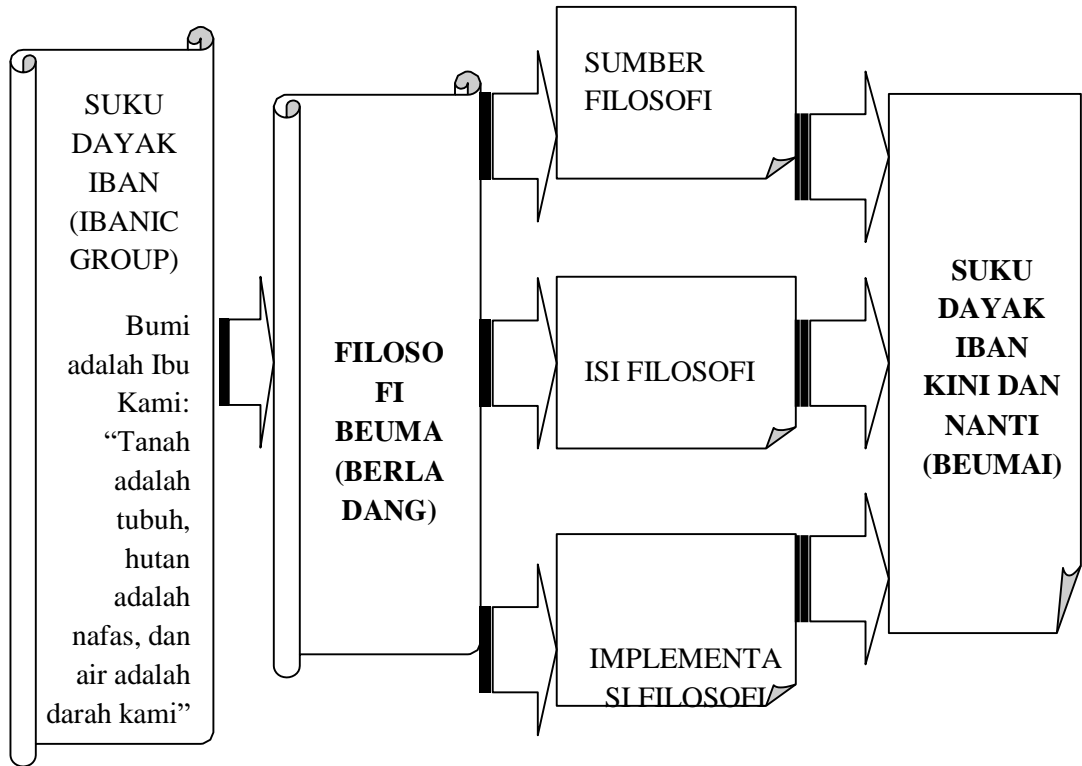 SUKU
DAYAK
IBAN
(IBANIC
GROUP)
Bumi
adalah Ibu
Kami:
“Tanah
adalah
tubuh,
hutan
adalah
nafas, dan
air adalah
darah kami”
FILOSO
FI
BEUMA
(BERLA
DANG)
SUMBER
FILOSOFI
ISI FILOSOFI
IMPLEMENTA
SI FILOSOFI
SUKU
DAYAK
IBAN
KINI DAN
NANTI
(BEUMAI)